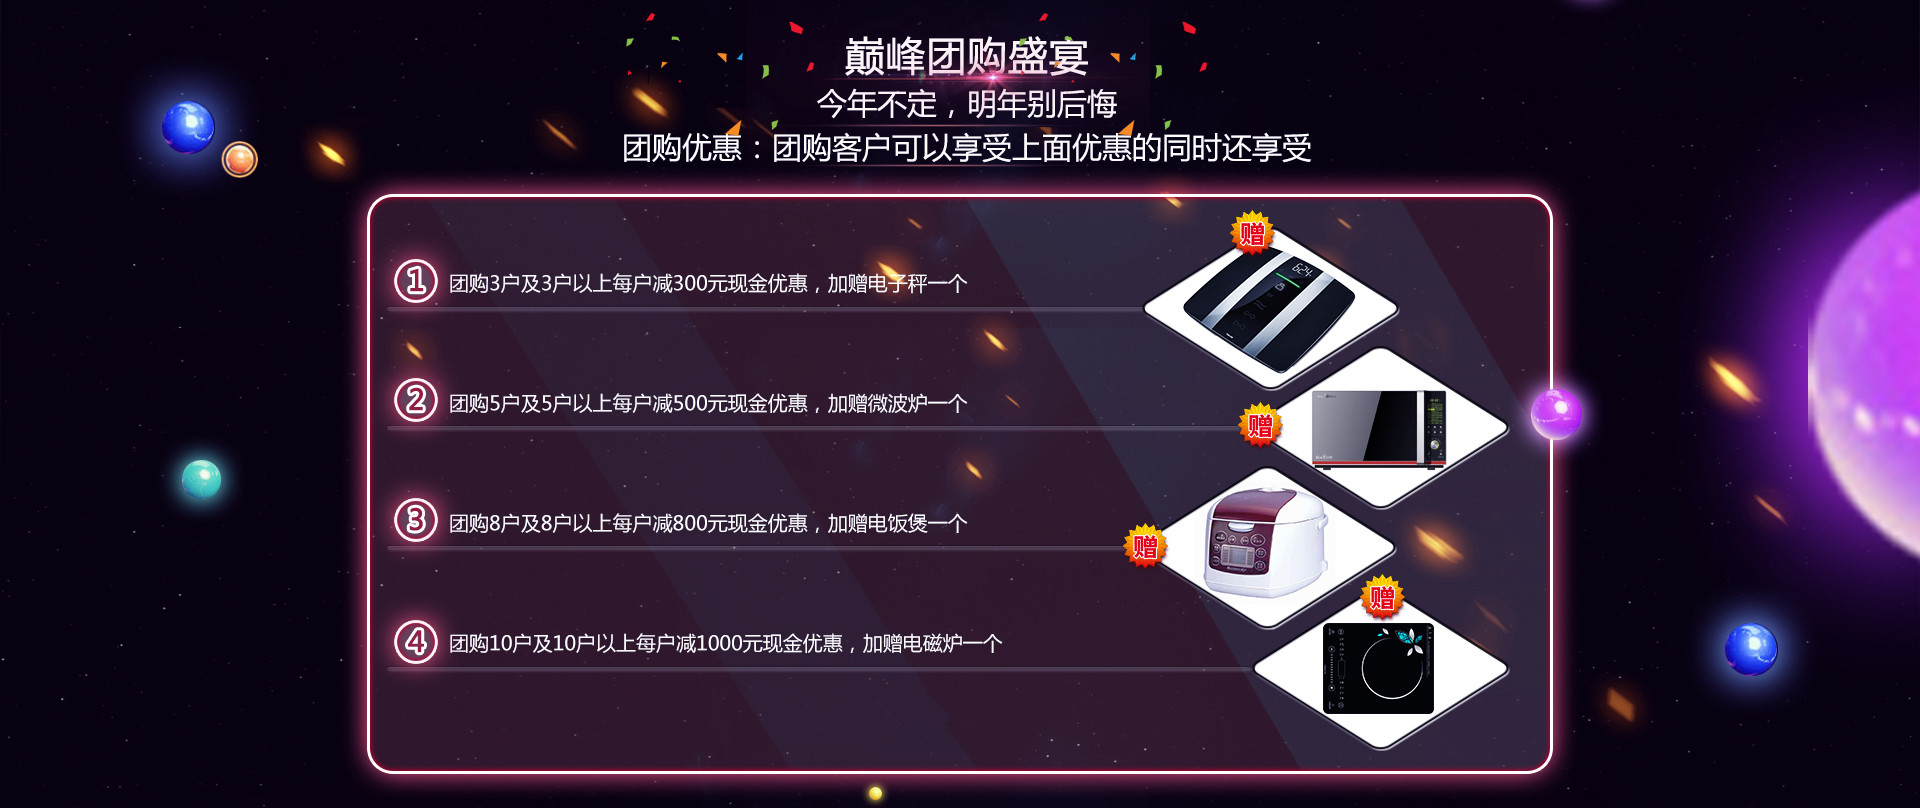 巅峰团购盛宴
今年不定，明年别后悔
团购优惠：团购客户可以享受上面优惠的同时还享受
赠
624
1 团购3户及3户以上每户减300元现金优惠，加赠电子秤一个
2 团购5户及5户以上每户减500元现金优惠，加赠微波炉一个
赠
3 团购8户及8户以上每户减800元现金优惠，加赠电饭煲一个
赠
赠
4 团购10户及10户以上每户减1000元现金优惠，加赠电磁炉一个